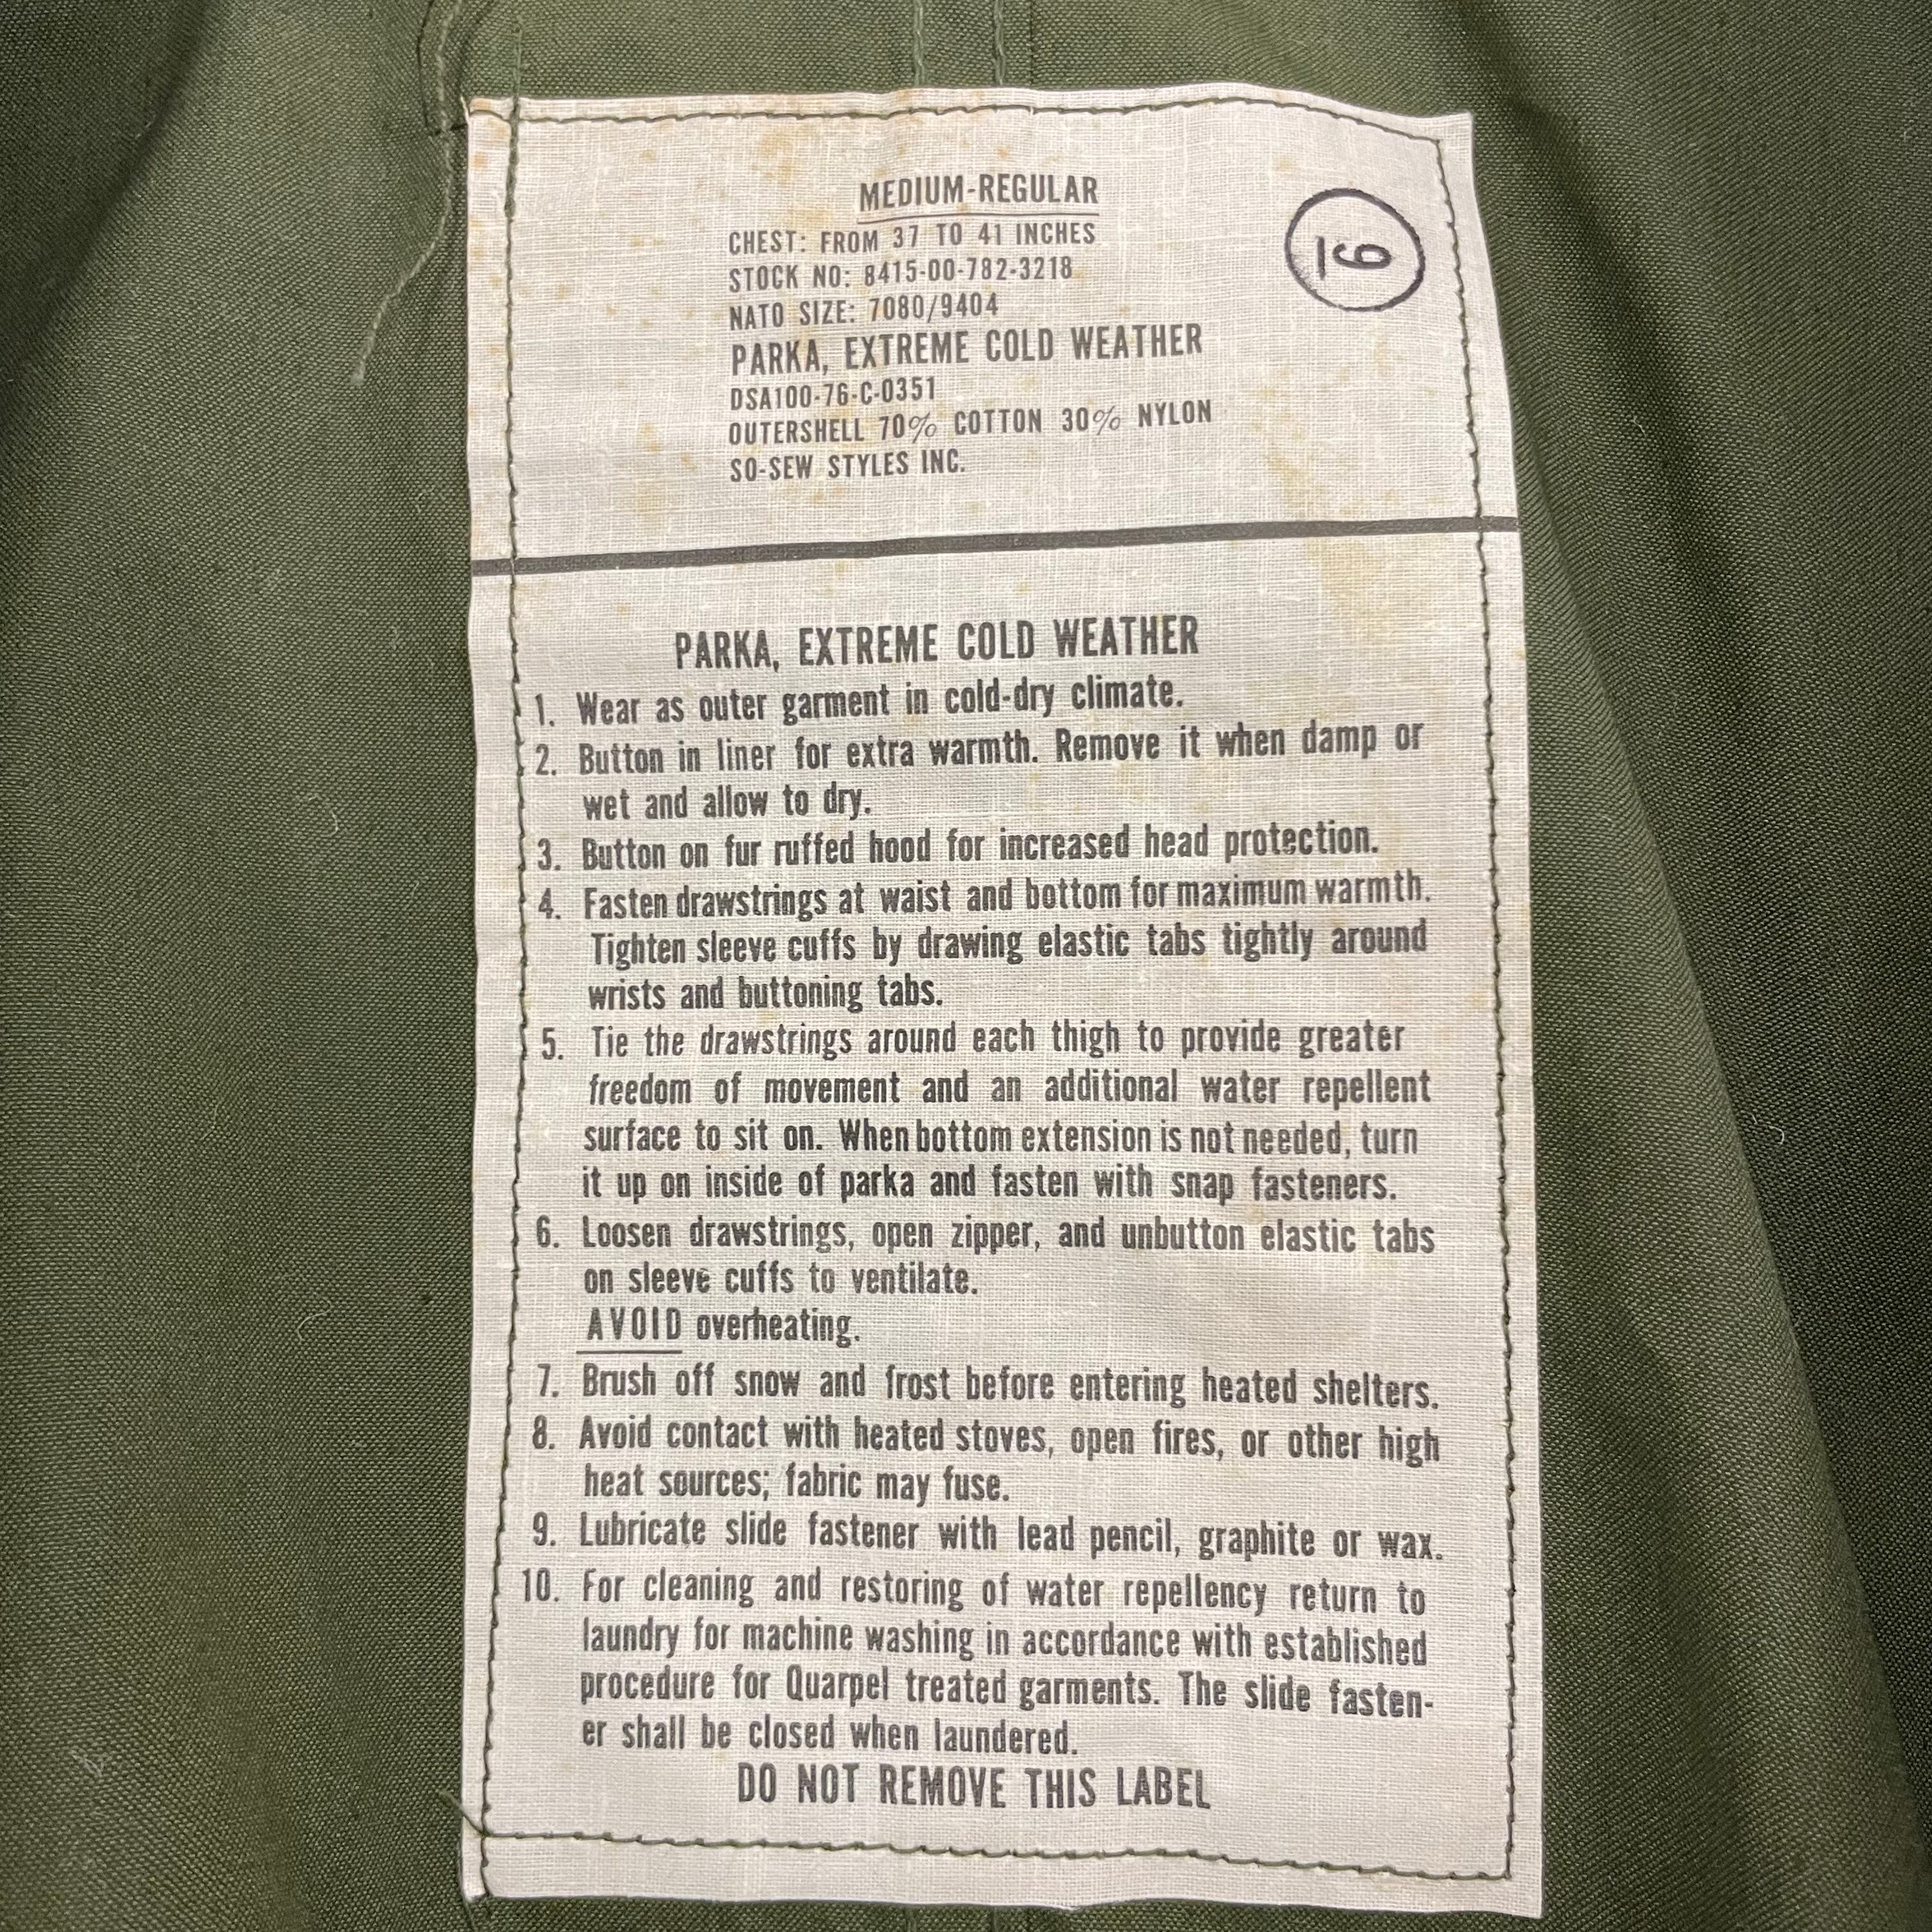 MEDIUM-REGULAR
CHEST: FROM 37 TO 41 INCHES
STOCK NO: 8415-00-782-3218
NATO SIZE: 7080/9404
PARKA, EXTREME COLD WEATHER
DSA100-76-C-0351
OUTERSHELL 70% COTTON 30% NYLON
SO-SEW STYLES INC.
16
PARKA, EXTREME COLD WEATHER
1. Wear as outer garment in cold-dry climate.
2. Button in liner for extra warmth. Remove it when damp or
wet and allow to dry.
3. Button on fur ruffed hood for increased head protection.
4. Fasten drawstrings at waist and bottom for maximum warmth.
Tighten sleeve cuffs by drawing elastic tabs tightly around
wrists and buttoning tabs.
5. Tie the drawstrings around each thigh to provide greater
freedom of movement and an additional water repellent
surface to sit on. When bottom extension is not needed, turn
it up on inside of parka and fasten with snap fasteners.
6. Loosen drawstrings, open zipper, and unbutton elastic tabs
on sleeve cuffs to ventilate.
AVOID overheating.
7. Brush off snow and frost before entering heated shelters.
8. Avoid contact with heated stoves, open fires, or other high
heat sources; fabric may fuse.
9. Lubricate slide fastener with lead pencil, graphite or wax.
10. For cleaning and restoring of water repellency return to
laundry for machine washing in accordance with established
procedure for Quarpel treated garments. The slide fasten-
er shall be closed when laundered.
DO NOT REMOVE THIS LABEL